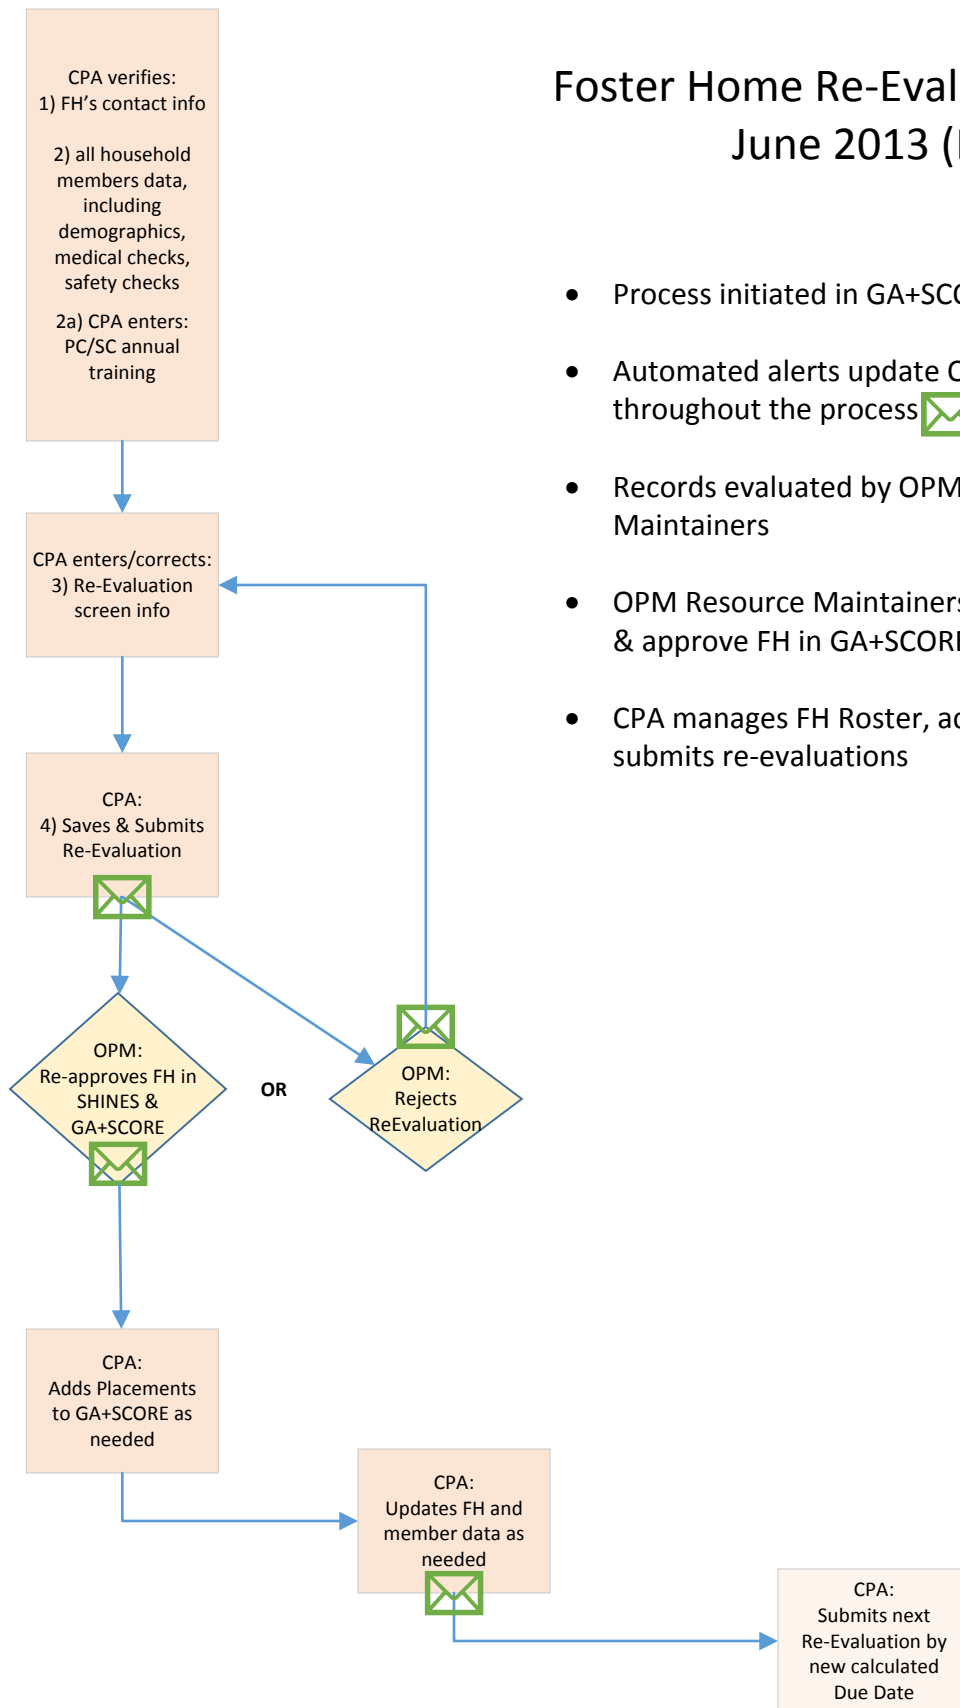 CPA verifies:
1) FH's contact info
2) all household
members data,
including
demographics,
medical checks,
safety checks
2a) CPA enters:
PC/SC annual
training
Foster Home Re-Eval
June 2013 (
• Process initiated in GA+SCO
• Automated alerts update
throughout the process
• Records evaluated by OPM
Maintainers
• OPM Resource Maintainers
& approve FH in GA+SCORE
• CPA manages FH Roster, ad
submits re-evaluations
CPA enters/corrects:
3) Re-Evaluation
screen info
CPA:
4) Saves & Submits
Re-Evaluation
OPM:
Re-approves FH in
SHINES &
GA+SCORE
OR
OPM:
Rejects
ReEvaluation
CPA:
Adds Placements
to GA+SCORE as
needed
CPA:
Updates FH and
member data as
needed
CPA:
Submits next
Re-Evaluation by
new calculated
Due Date